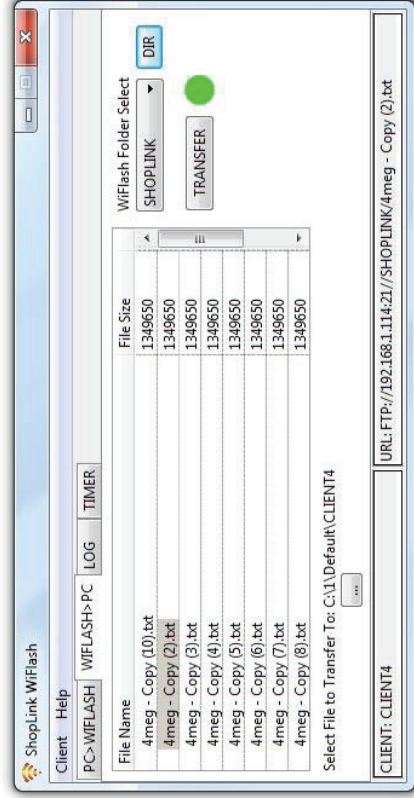 ShopLink WiFlash
Client Help
PC>WIFLASH WIFLASH>PC LOG TIMER
File Name File Size
4meg - Copy (10).txt 1349650
4meg - Copy (2).txt 1349650
4meg - Copy (3).txt 1349650
4meg - Copy (4).txt 1349650
4meg - Copy (5).txt 1349650
4meg - Copy (6).txt 1349650
4meg - Copy (7).txt 1349650
4meg - Copy (8).txt 1349650
WiFlash Folder Select
SHOPLINK DIR
TRANSFER
Select File to Transfer To: C:\1\Default\CLIENT4
...
CLIENT: CLIENT4 URL: FTP://192.168.1.114:21//SHOPLINK/4meg - Copy (2).txt